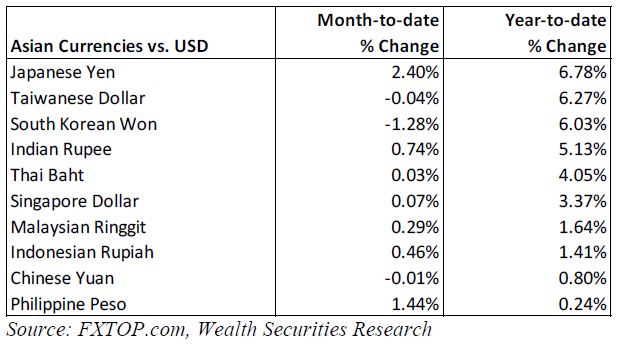 Month-to-date Year-to-date
Asian Currencies vs. USD % Change % Change
Japanese Yen 2.40% 6.78%
Taiwanese Dollar -0.04% 6.27%
South Korean Won -1.28% 6.03%
Indian Rupee 0.74% 5.13%
Thai Baht 0.03% 4.05%
Singapore Dollar 0.07% 3.37%
Malaysian Ringgit 0.29% 1.64%
Indonesian Rupiah 0.46% 1.41%
Chinese Yuan -0.01% 0.80%
Philippine Peso 1.44% 0.24%
Source: FXTOP.com, Wealth Securities Research